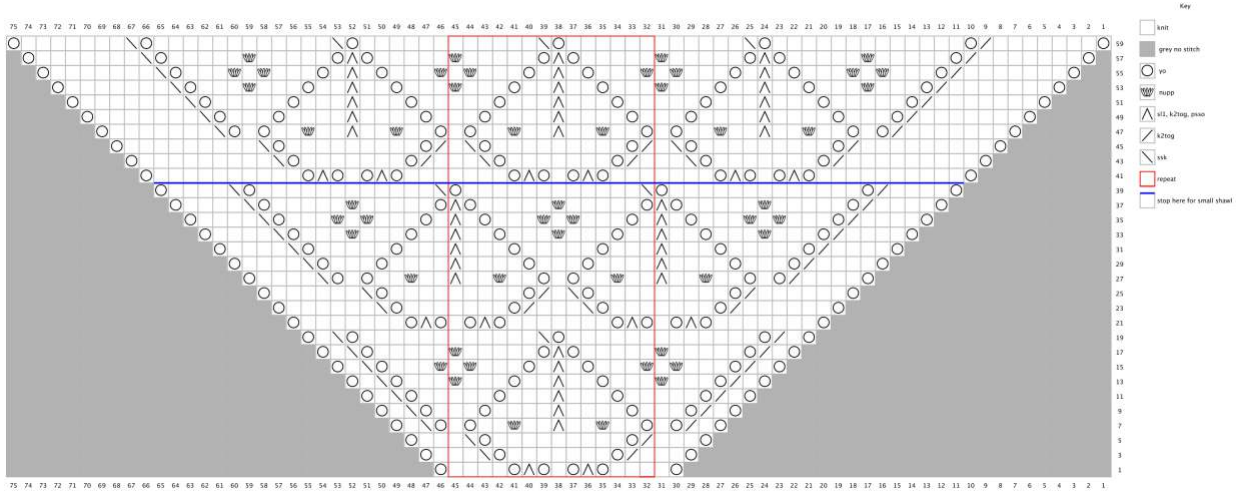 Key
75 74 73 72 71 70 69 68 67 66 65 64 63 62 61 60 59 58 57 56 55 54 53 52 51 50 49 48 47 46 45 44 43 42 41 40 39 38 37 36 35 34 33 32 31 30 29 28 27 26 25 24 23 22 21 20 19 18 17 16 15 14 13 12 11 10 9 8 7 6 5 4 3 2 1
knit
grey no stitch
yo
nupp
sl1, k2tog, psso
k2tog
ssk
repeat
stop here for small shawl
59
57
55
53
51
49
47
45
43
41
39
37
35
33
31
29
27
25
23
21
19
17
15
13
11
9
7
5
3
1
75 74 73 72 71 70 69 68 67 66 65 64 63 62 61 60 59 58 57 56 55 54 53 52 51 50 49 48 47 46 45 44 43 42 41 40 39 38 37 36 35 34 33 32 31 30 29 28 27 26 25 24 23 22 21 20 19 18 17 16 15 14 13 12 11 10 9 8 7 6 5 4 3 2 1